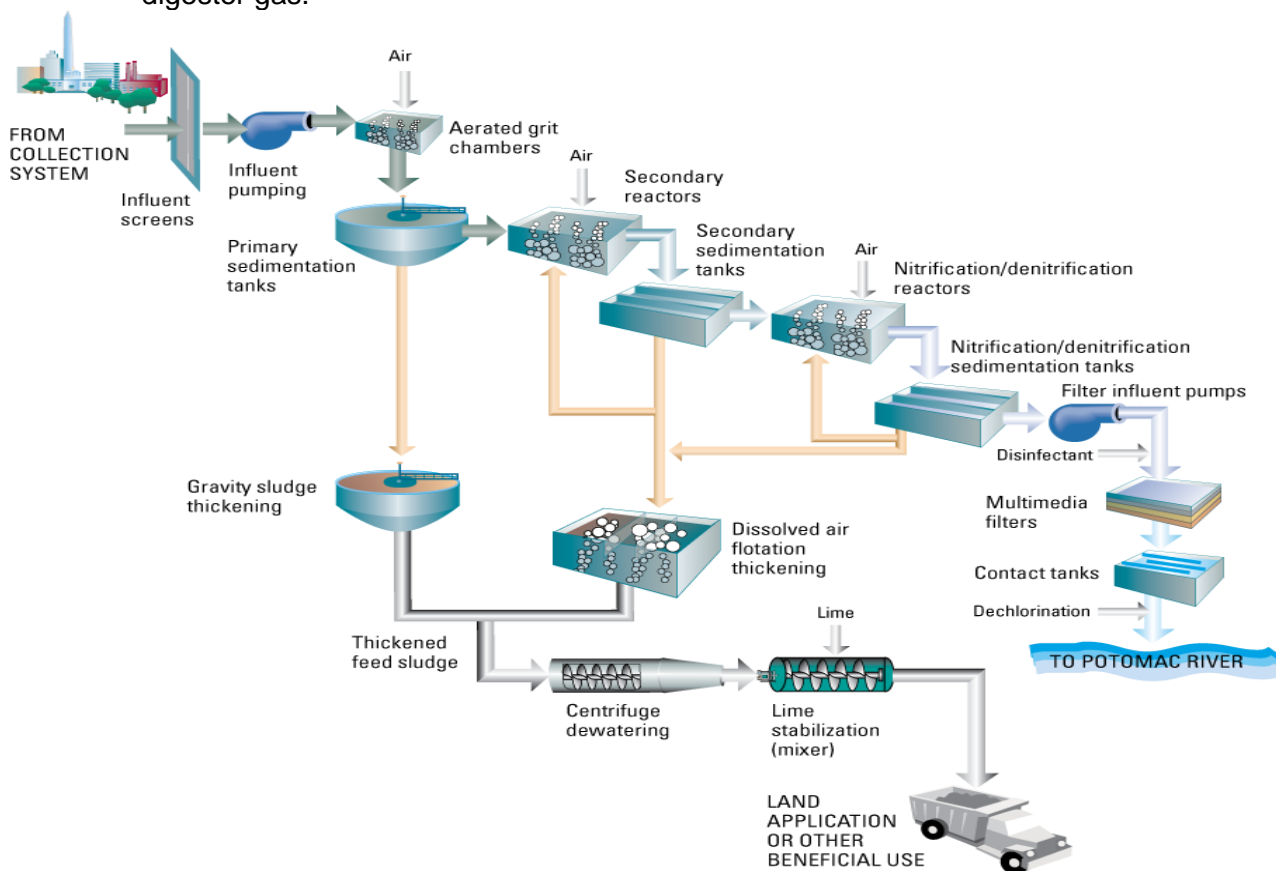 digester gas.
Air
FROM
COLLECTION
SYSTEM
Influent
screens
Influent
pumping
Aerated grit
chambers
Air
Primary
sedimentation
tanks
Secondary
reactors
Secondary
sedimentation
tanks
Air
Nitrification/denitrification
reactors
Nitrification/denitrification
sedimentation tanks
Filter influent pumps
Disinfectant
Multimedia
filters
Contact tanks
Dechlorination
TO POTOMAC RIVER
Gravity sludge
thickening
Dissolved air
flotation
thickening
Thickened
feed sludge
Centrifuge
dewatering
Lime
Lime
stabilization
(mixer)
LAND
APPLICATION
OR OTHER
BENEFICIAL USE